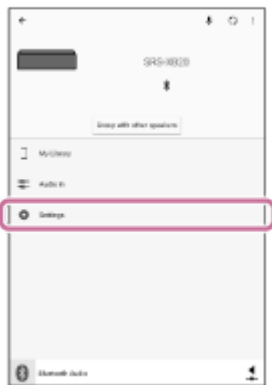 SRS-XB20
Group with other speakers
My Library
Audio in
Settings
Bluetooth Audio